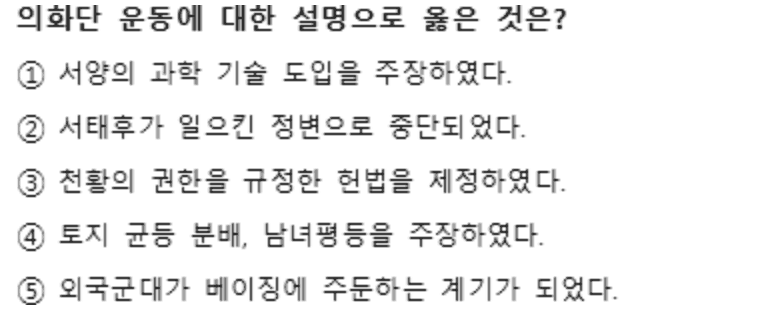 의화단 운동에 대한 설명으로 옳은 것은?
① 서양의 과학 기술 도입을 주장하였다.
② 서태후가 일으킨 정변으로 중단되었다.
③ 천황의 권한을 규정한 헌법을 제정하였다.
④ 토지 균등 분배, 남녀평등을 주장하였다.
⑤ 외국군대가 베이징에 주둔하는 계기가 되었다.